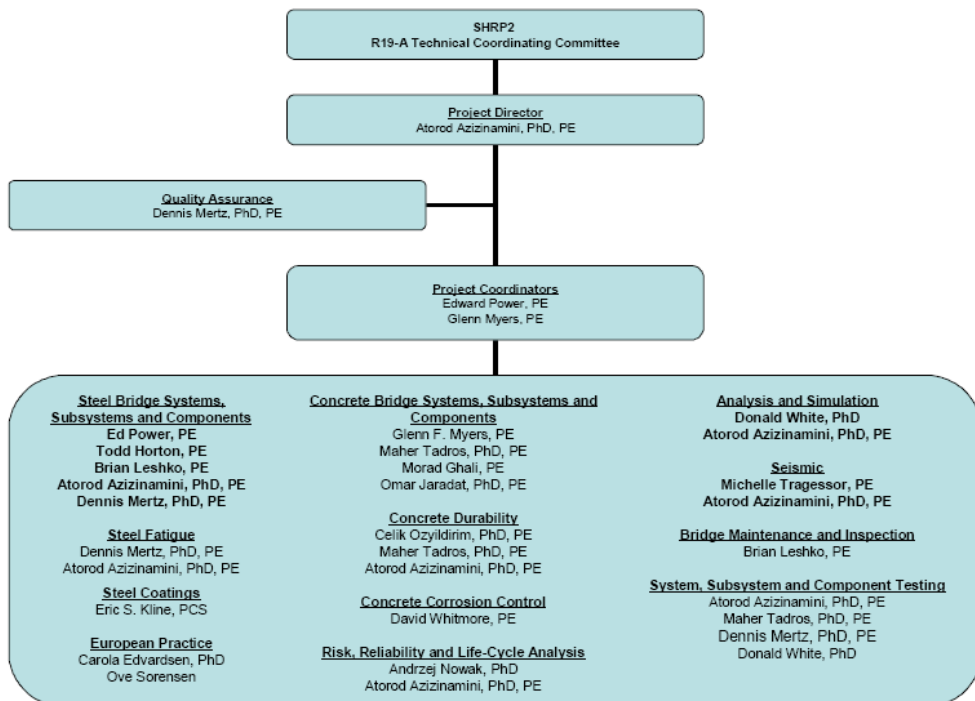 SHRP2
R19-A Technical Coordinating Committee
Project Director
Atorod Azizinamini, PhD, PE
Quality Assurance
Dennis Mertz, PhD, PE
Project Coordinators
Edward Power, PE
Glenn Myers, PE
Steel Bridge Systems,
Subsystems and Components
Ed Power, PE
Todd Horton, PE
Brian Leshko, PE
Atorod Azizinamini, PhD, PE
Dennis Mertz, PhD, PE
Steel Fatigue
Dennis Mertz, PhD, PE
Atorod Azizinamini, PhD, PE
Steel Coatings
Eric S. Kline, PCS
European Practice
Carola Edvardsen, PhD
Ove Sorensen
Concrete Bridge Systems, Subsystems and
Components
Glenn F. Myers, PE
Maher Tadros, PhD, PE
Morad Ghali, PE
Omar Jaradat, PhD, PE
Concrete Durability
Celik Ozyildirim, PhD, PE
Maher Tadros, PhD, PE
Atorod Azizinamini, PhD, PE
Concrete Corrosion Control
David Whitmore, PE
Risk, Reliability and Life-Cycle Analysis
Andrzej Nowak, PhD
Atorod Azizinamini, PhD, PE
Analysis and Simulation
Donald White, PhD
Atorod Azizinamini, PhD, PE
Seismic
Michelle Tragessor, PE
Atorod Azizinamini, PhD, PE
Bridge Maintenance and Inspection
Brian Leshko, PE
System, Subsystem and Component Testing
Atorod Azizinamini, PhD, PE
Maher Tadros, PhD, PE
Dennis Mertz, PhD, PE
Donald White, PhD